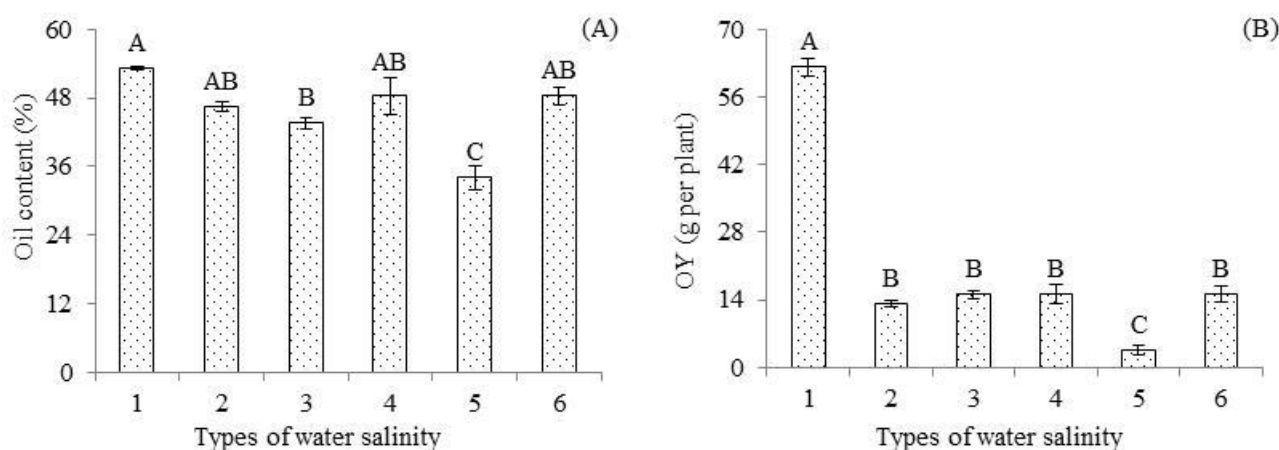 (A)
Oil content (%)
60
48
36
24
12
0
A
AB
B
AB
C
AB
1 2 3 4 5 6
Types of water salinity
(B)
OY (g per plant)
70
56
42
28
14
0
A
B
B
B
C
B
1 2 3 4 5 6
Types of water salinity